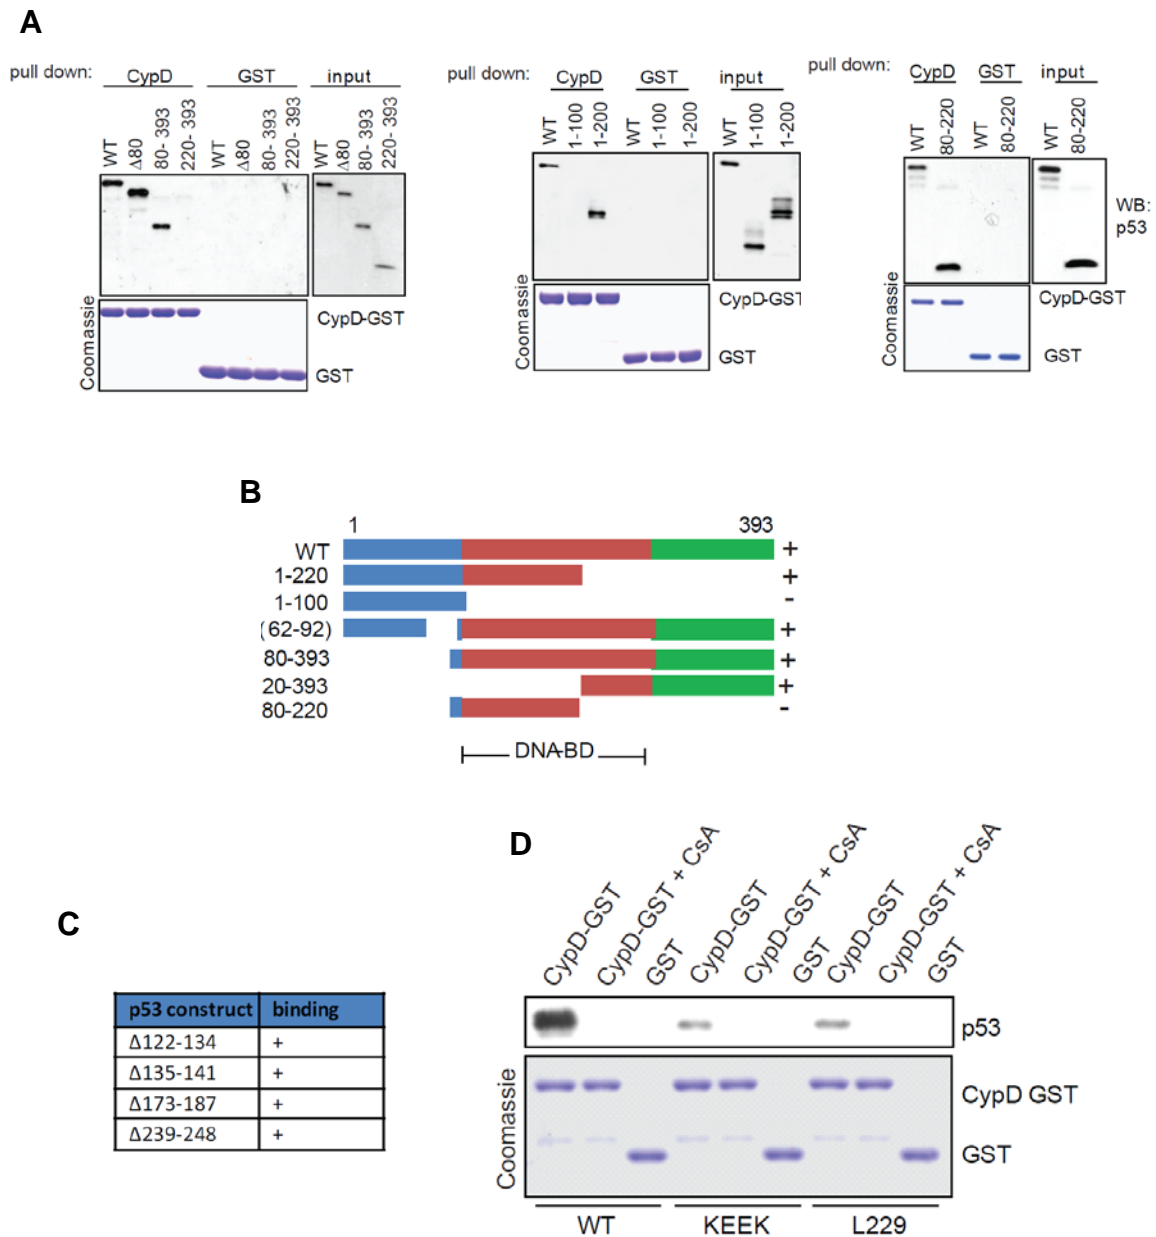 A
pull down:
CypD
GST
input
WT
Δ80
80- 393
220- 393
WT
Δ80
80- 393
220- 393
WT
Δ80
80- 393
220- 393
Coomassie
CypD-GST
GST
pull down:
CypD
GST
input
WT
1-100
1-200
WT
1-100
1-200
WT
1-100
1-200
Coomassie
CypD-GST
GST
pull down:
CypD
GST
input
WT
80-220
WT
80-220
WT
80-220
WB:
p53
Coomassie
CypD-GST
GST
B
1 393
WT +
1-220 +
1-100 -
(62-92) +
80-393 +
20-393 +
80-220 -
DNA-BD
C
p53 construct binding
Δ122-134 +
Δ135-141 +
Δ173-187 +
Δ239-248 +
D
CypD-GST
CypD-GST + CsA
GST
CypD-GST
CypD-GST + CsA
GST
CypD-GST
CypD-GST + CsA
GST
p53
Coomassie
CypD GST
GST
WT
KEEK
L229